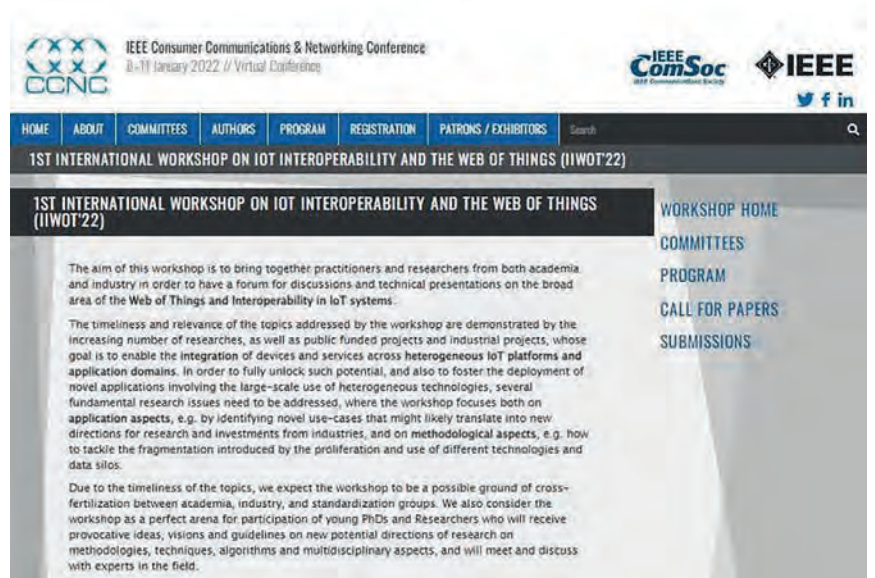 CCNC
IEEE Consumer Communications & Networking Conference
8-11 January 2022 // Virtual Conference
IEEE
ComSoc
IEEE Communications Society
IEEE
HOME ABOUT COMMITTEES AUTHORS PROGRAM REGISTRATION PATRONS / EXHIBITORS Search
1ST INTERNATIONAL WORKSHOP ON IOT INTEROPERABILITY AND THE WEB OF THINGS (IIWOT'22)
1ST INTERNATIONAL WORKSHOP ON IOT INTEROPERABILITY AND THE WEB OF THINGS
(IIWOT'22)
The aim of this workshop is to bring together practitioners and researchers from both academia
and industry in order to have a forum for discussions and technical presentations on the broad
area of the Web of Things and Interoperability in IoT systems.
The timeliness and relevance of the topics addressed by the workshop are demonstrated by the
increasing number of researches, as well as public funded projects and industrial projects, whose
goal is to enable the integration of devices and services across heterogeneous IoT platforms and
application domains. In order to fully unlock such potential, and also to foster the deployment of
novel applications involving the large-scale use of heterogeneous technologies, several
fundamental research issues need to be addressed, where the workshop focuses both on
application aspects, e.g. by identifying novel use-cases that might likely translate into new
directions for research and investments from industries, and on methodological aspects, e.g. how
to tackle the fragmentation introduced by the proliferation and use of different technologies and
data silos.
Due to the timeliness of the topics, we expect the workshop to be a possible ground of cross-
fertilization between academia, industry, and standardization groups. We also consider the
workshop as a perfect arena for participation of young PhDs and Researchers who will receive
provocative ideas, visions and guidelines on new potential directions of research on
methodologies, techniques, algorithms and multidisciplinary aspects, and will meet and discuss
with experts in the field.
WORKSHOP HOME
COMMITTEES
PROGRAM
CALL FOR PAPERS
SUBMISSIONS